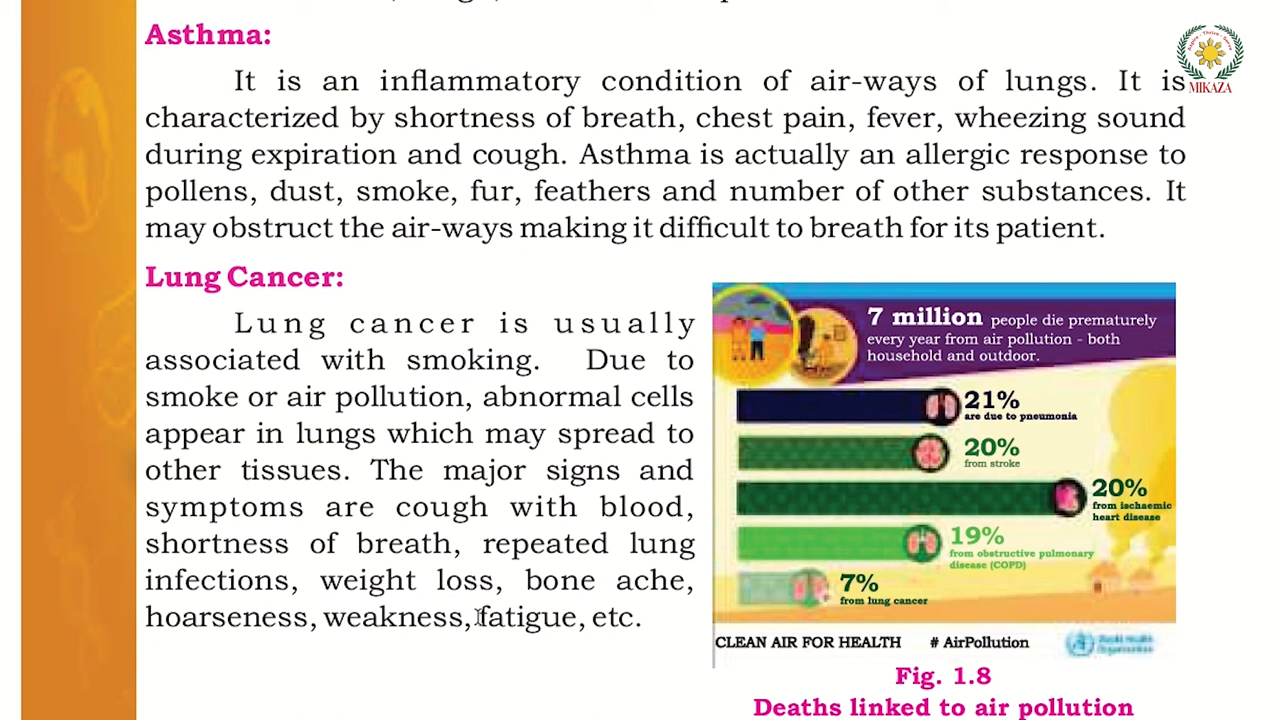 Asthma:
It is an inflammatory condition of air-ways of lungs. It is
characterized by shortness of breath, chest pain, fever, wheezing sound
during expiration and cough. Asthma is actually an allergic response to
pollens, dust, smoke, fur, feathers and number of other substances. It
may obstruct the air-ways making it difficult to breath for its patient.
Lung Cancer:
Lung cancer is usually
associated with smoking. Due to
smoke or air pollution, abnormal cells
appear in lungs which may spread to
other tissues. The major signs and
symptoms are cough with blood,
shortness of breath, repeated lung
infections, weight loss, bone ache,
hoarseness, weakness, fatigue, etc.
7 million people die prematurely
every year from air pollution - both
household and outdoor.
21%
are due to pneumonia
20%
from stroke
20%
from ischaemic
heart disease
19%
from obstructive pulmonary
disease (COPD)
7%
from lung cancer
CLEAN AIR FOR HEALTH # AirPollution
World Health
Organization
Fig. 1.8
Deaths linked to air pollution
MIKAZA